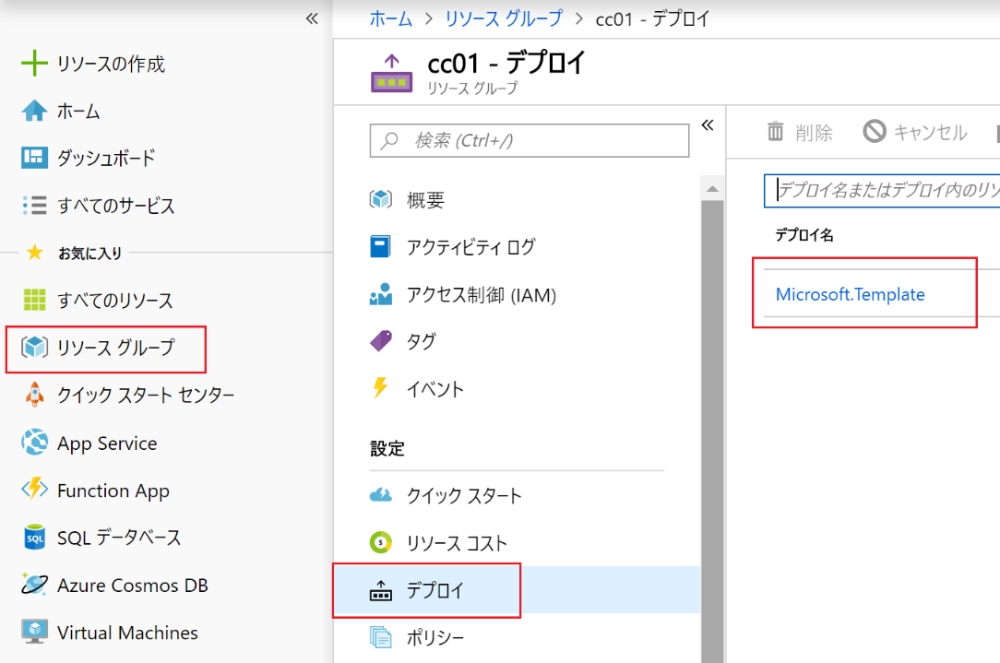 «
リソースの作成
ホーム
ダッシュボード
すべてのサービス
お気に入り
すべてのリソース
リソース グループ
クイック スタート センター
App Service
Function App
SQL データベース
Azure Cosmos DB
Virtual Machines
ホーム > リソース グループ > cc01 - デプロイ
cc01 - デプロイ
リソース グループ
検索 (Ctrl+/)
«
概要
アクティビティ ログ
アクセス制御 (IAM)
タグ
イベント
設定
クイック スタート
リソース コスト
デプロイ
ポリシー
削除 キャンセル
デプロイ名またはデプロイ内のリソ
デプロイ名
Microsoft.Template